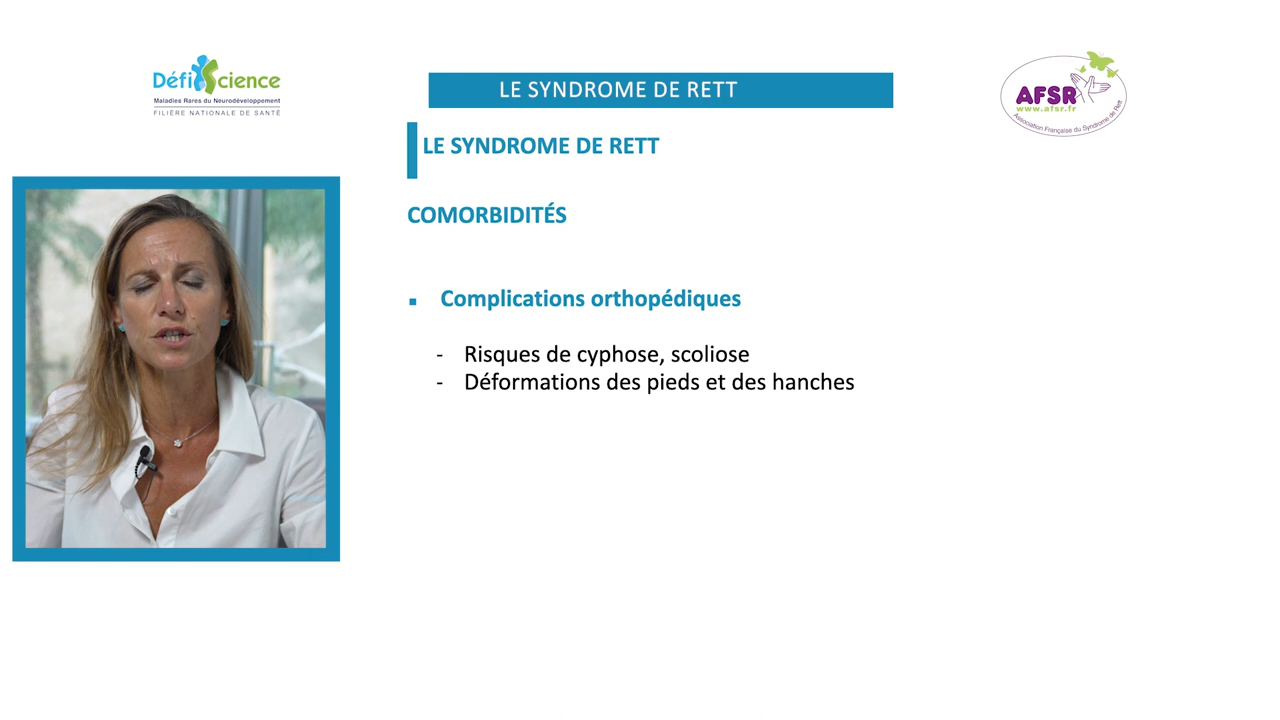 DéfiScience
Maladies Rares du Neurodéveloppement
FILIÈRE NATIONALE DE SANTÉ
LE SYNDROME DE RETT
AFSR
www.afsr.fr
Association Française du Syndrome de Rett
LE SYNDROME DE RETT
COMORBIDITÉS
▪ Complications orthopédiques
- Risques de cyphose, scoliose
- Déformations des pieds et des hanches